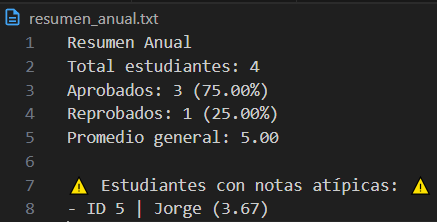 resumen_anual.txt
1 Resumen Anual
2 Total estudiantes: 4
3 Aprobados: 3 (75.00%)
4 Reprobados: 1 (25.00%)
5 Promedio general: 5.00
6
7 ⚠️ Estudiantes con notas atípicas: ⚠️
8 - ID 5 | Jorge (3.67)